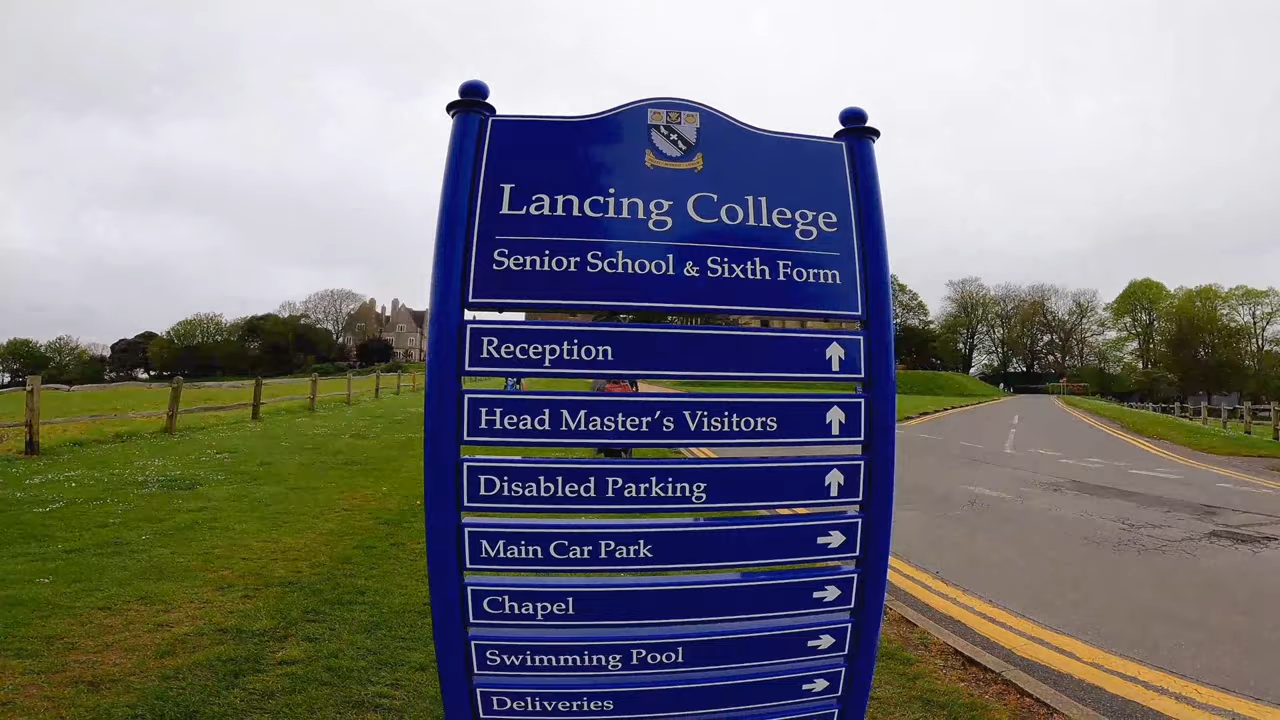 Lancing College
Senior School & Sixth Form
Reception
Head Master's Visitors
Disabled Parking
Main Car Park
Chapel
Swimming Pool
Deliveries